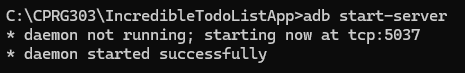 C:\CPRG303\IncredibleTodoListApp>adb start-server
* daemon not running; starting now at tcp:5037
* daemon started successfully